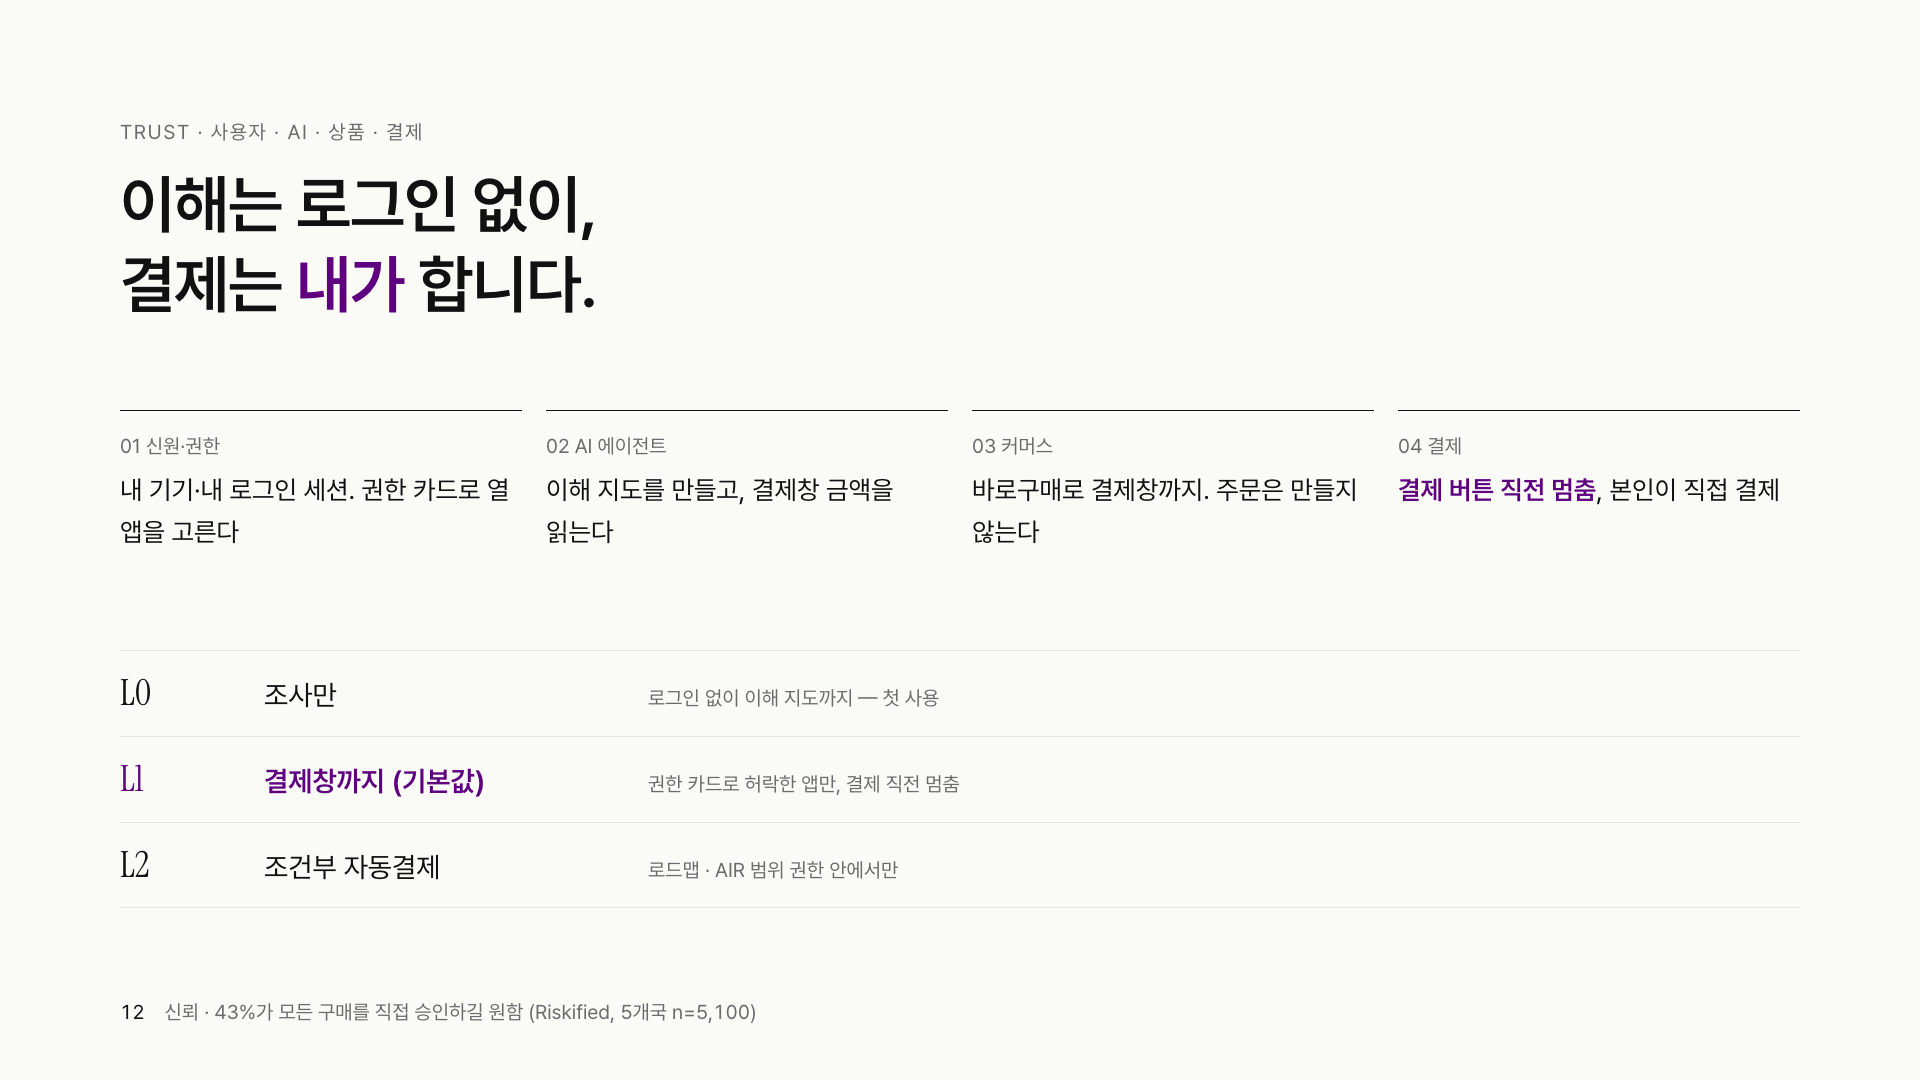 TRUST · 사용자 · AI · 상품 · 결제
이해는 로그인 없이,
결제는 내가 합니다.
01 신원·권한
내 기기·내 로그인 세션. 권한 카드로 열
앱을 고른다
02 AI 에이전트
이해 지도를 만들고, 결제창 금액을
읽는다
03 커머스
바로구매로 결제창까지. 주문은 만들지
않는다
04 결제
결제 버튼 직전 멈춤, 본인이 직접 결제
L0 조사만 로그인 없이 이해 지도까지 — 첫 사용
L1 결제창까지 (기본값) 권한 카드로 허락한 앱만, 결제 직전 멈춤
L2 조건부 자동결제 로드맵 · AIR 범위 권한 안에서만
12 신뢰 · 43%가 모든 구매를 직접 승인하길 원함 (Riskified, 5개국 n=5,100)